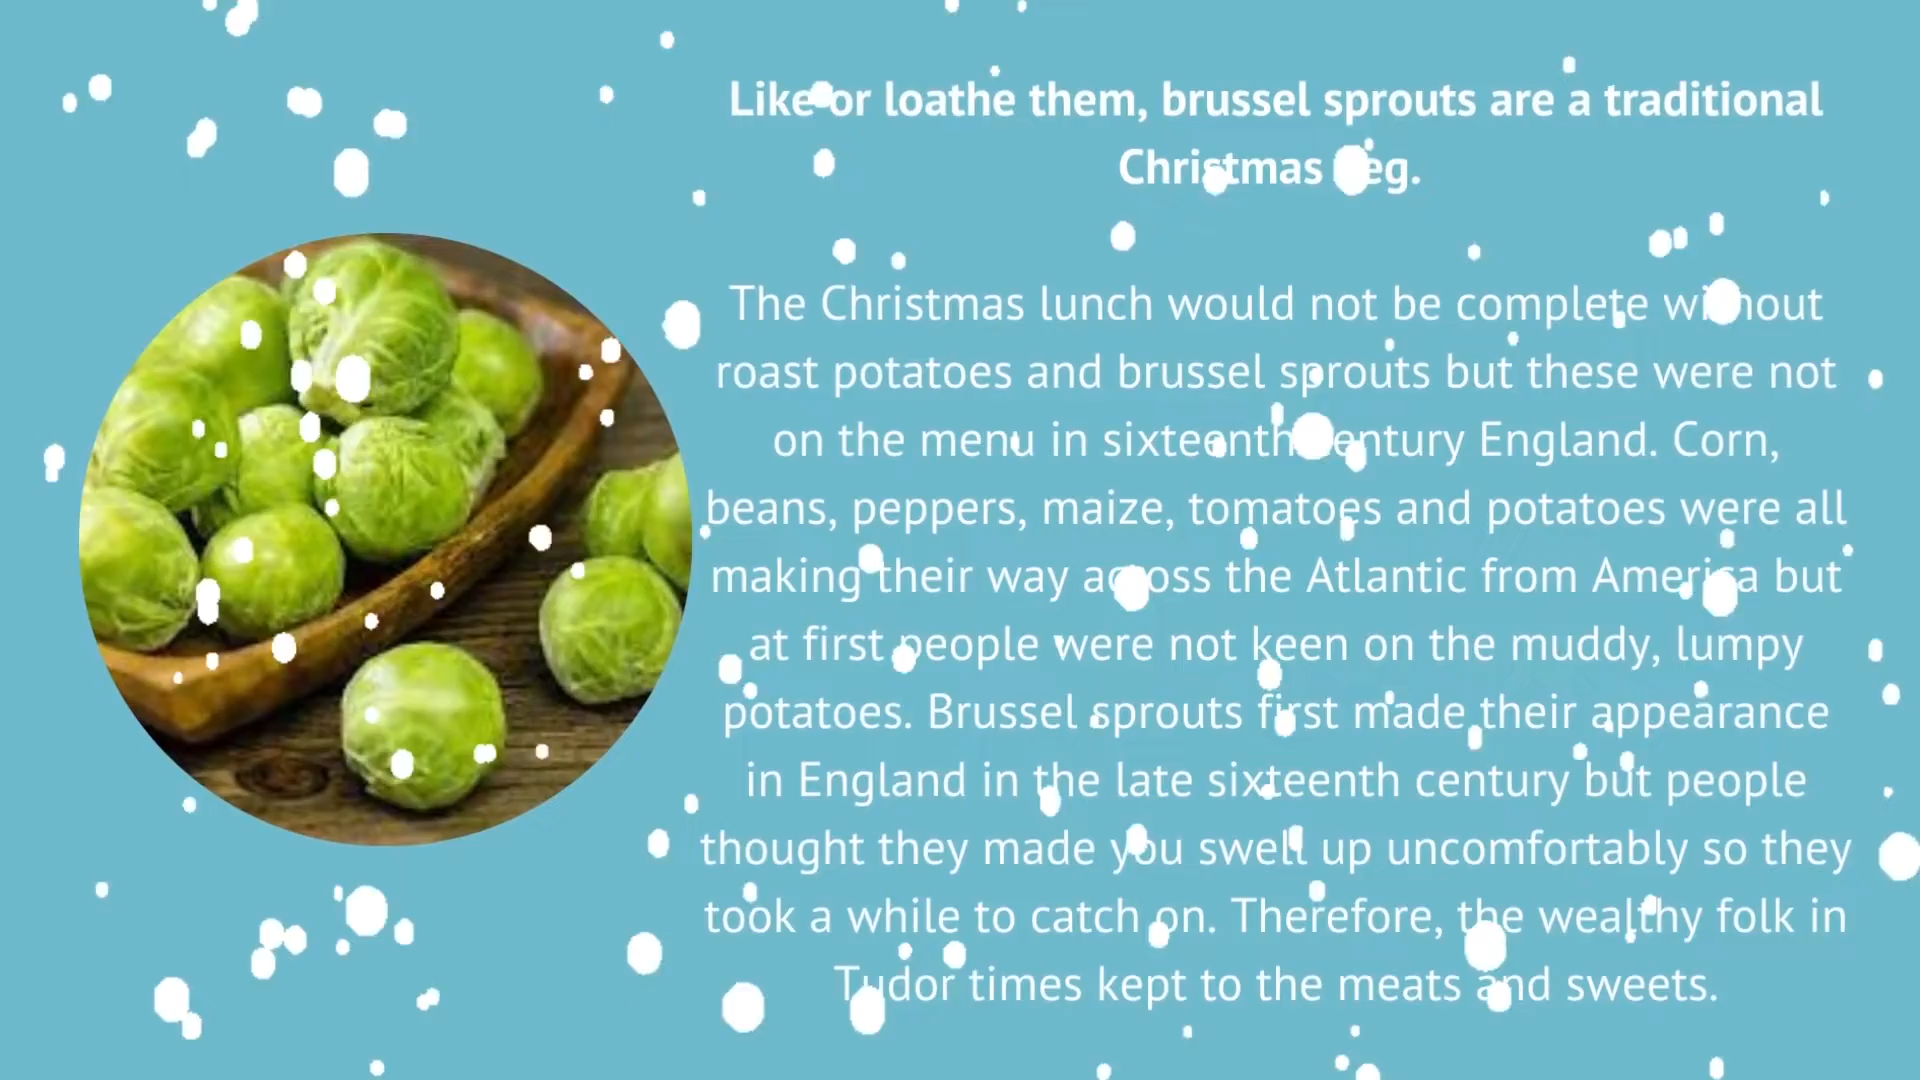 Like or loathe them, brussel sprouts are a traditional
Christmas veg.
The Christmas lunch would not be complete without
roast potatoes and brussel sprouts but these were not
on the menu in sixteenth century England. Corn,
beans, peppers, maize, tomatoes and potatoes were all
making their way across the Atlantic from America but
at first people were not keen on the muddy, lumpy
potatoes. Brussel sprouts first made their appearance
in England in the late sixteenth century but people
thought they made you swell up uncomfortably so they
took a while to catch on. Therefore, the wealthy folk in
Tudor times kept to the meats and sweets.